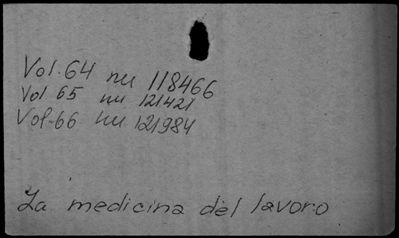 Vol. 64 nu 118466
Vol 65 nu 121421
Vol-66 nu 121984
La medicina del lavoro